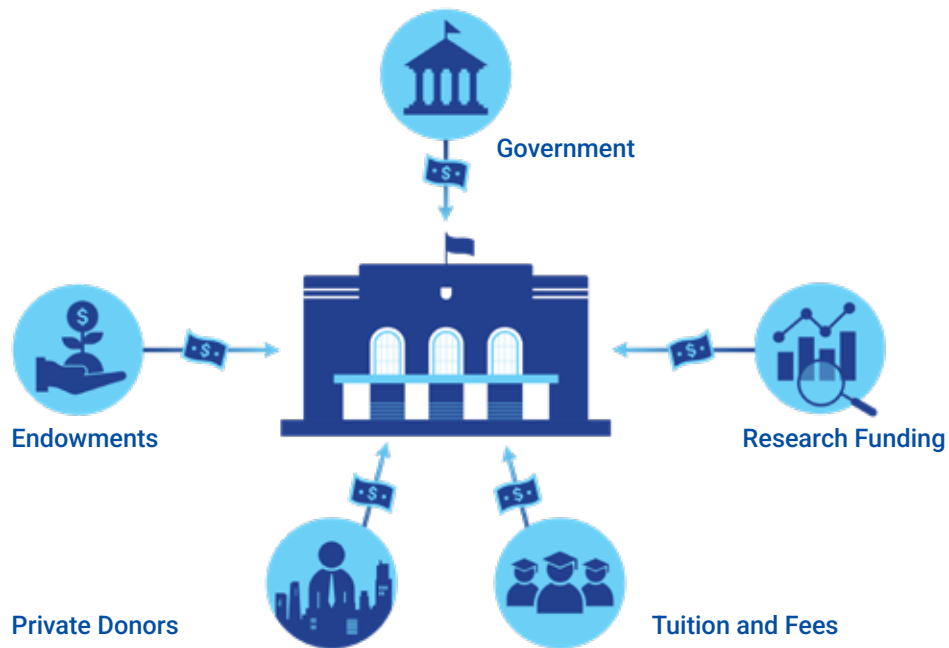 Government
Endowments
Research Funding
Private Donors
Tuition and Fees